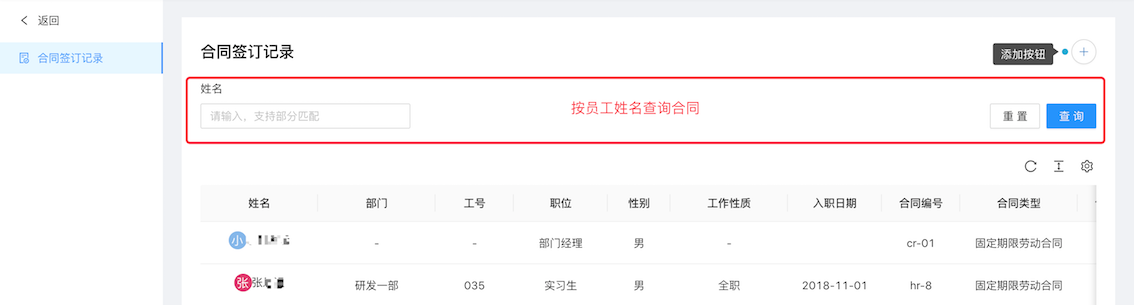 返回
合同签订记录
合同签订记录
添加按钮
姓名
请输入，支持部分匹配
按员工姓名查询合同
重置 查询
姓名 部门 工号 职位 性别 工作性质 入职日期 合同编号 合同类型
小 - - 部门经理 男 - cr-01 固定期限劳动合同
张 张 研发一部 035 实习生 男 全职 2018-11-01 hr-8 固定期限劳动合同